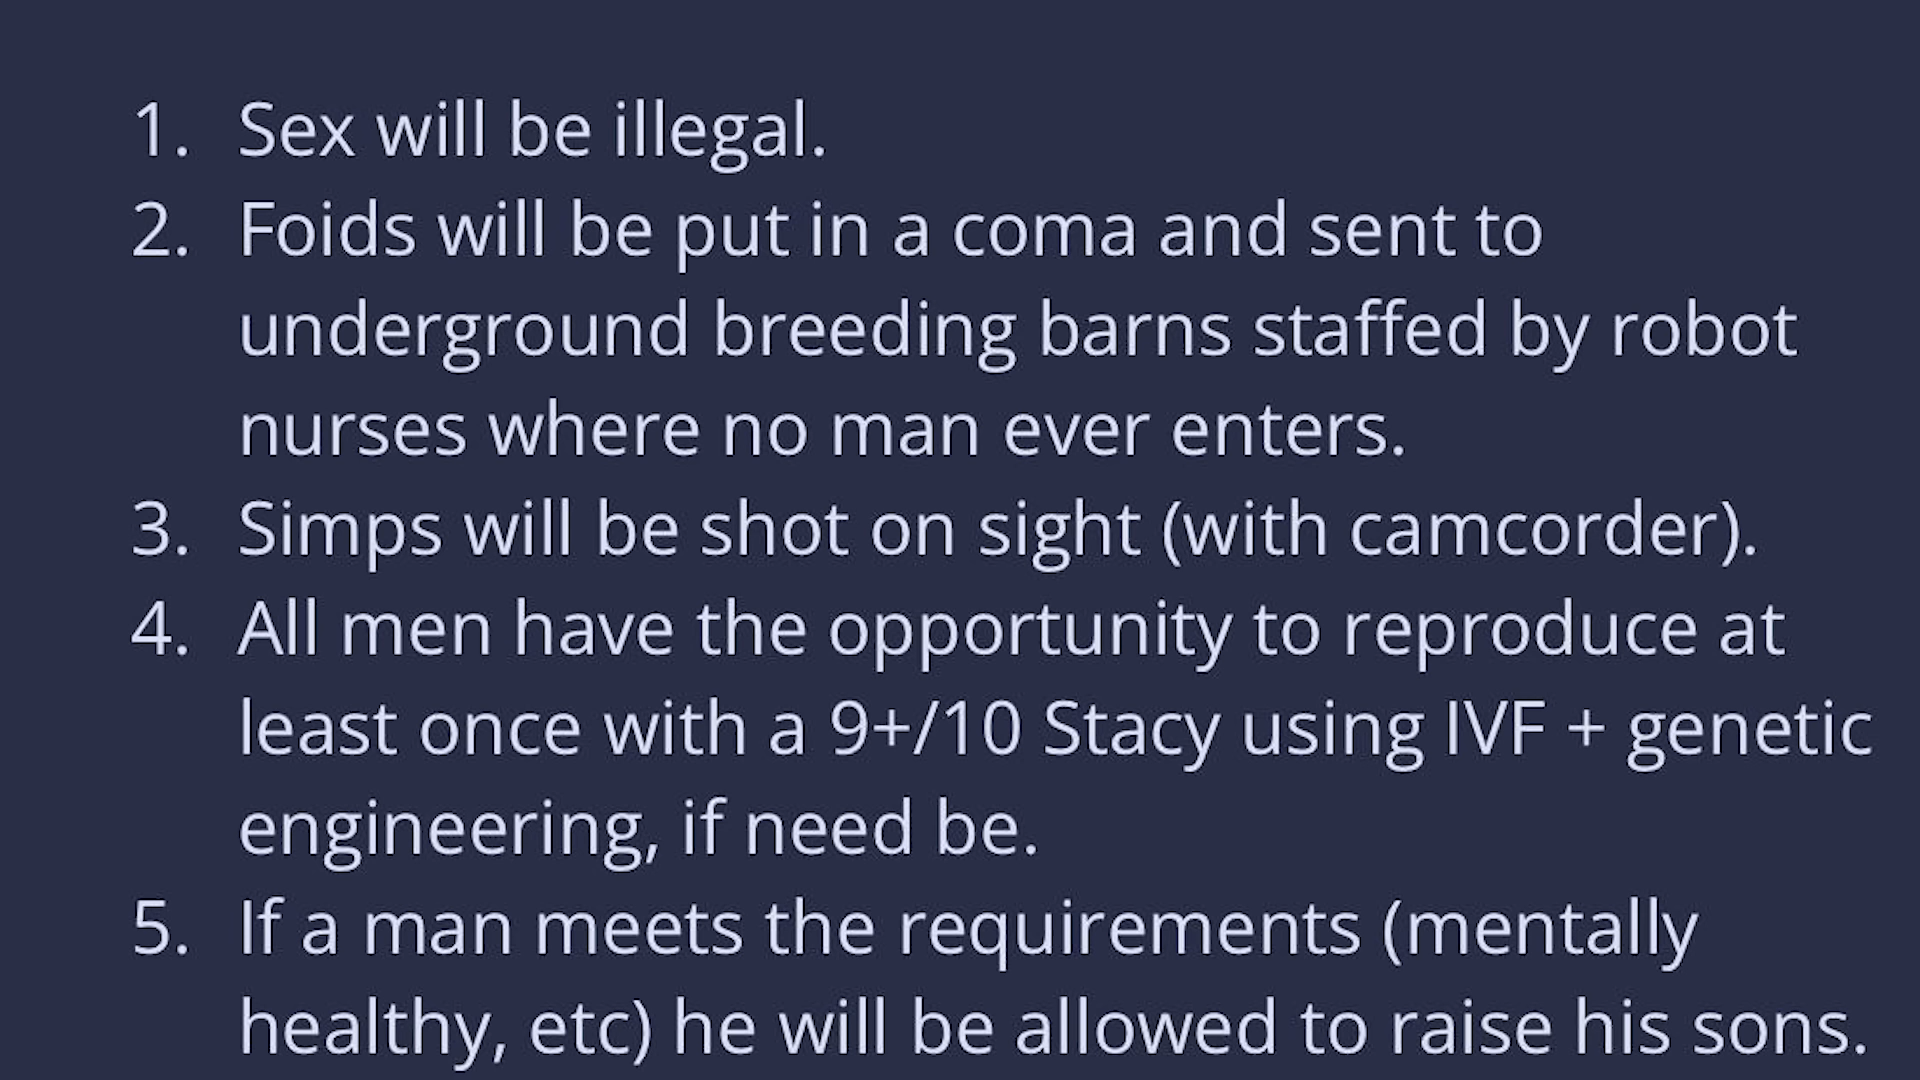 1. Sex will be illegal.
2. Foids will be put in a coma and sent to
underground breeding barns staffed by robot
nurses where no man ever enters.
3. Simps will be shot on sight (with camcorder).
4. All men have the opportunity to reproduce at
least once with a 9+/10 Stacy using IVF + genetic
engineering, if need be.
5. If a man meets the requirements (mentally
healthy, etc) he will be allowed to raise his sons.